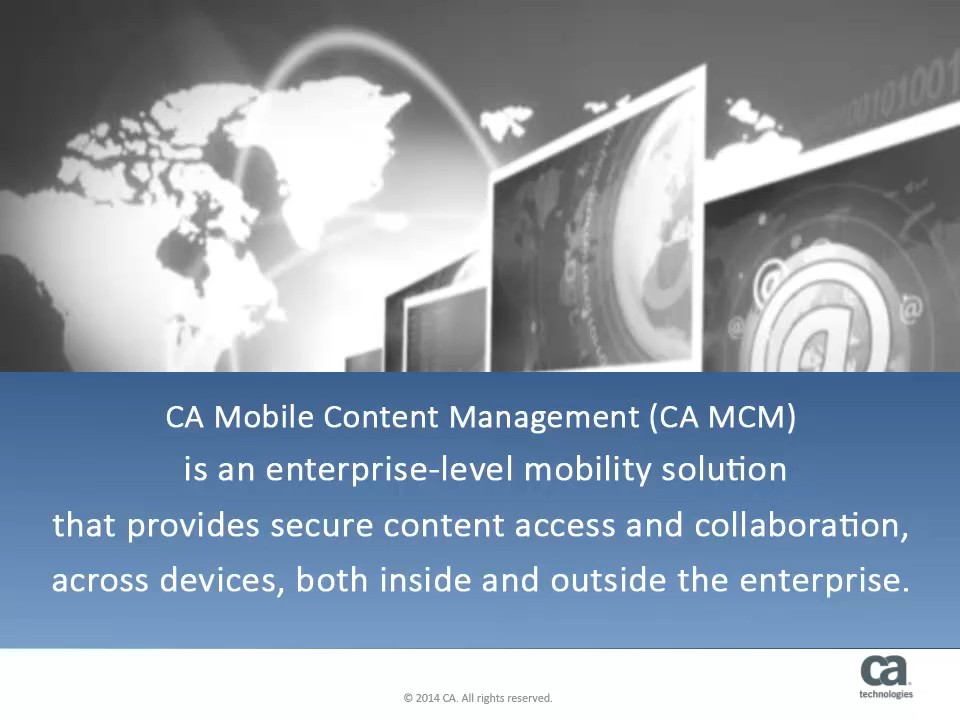 00101001
@
@
@
@
CA Mobile Content Management (CA MCM)
is an enterprise-level mobility solution
that provides secure content access and collaboration,
across devices, both inside and outside the enterprise.
ca
technologies
© 2014 CA. All rights reserved.